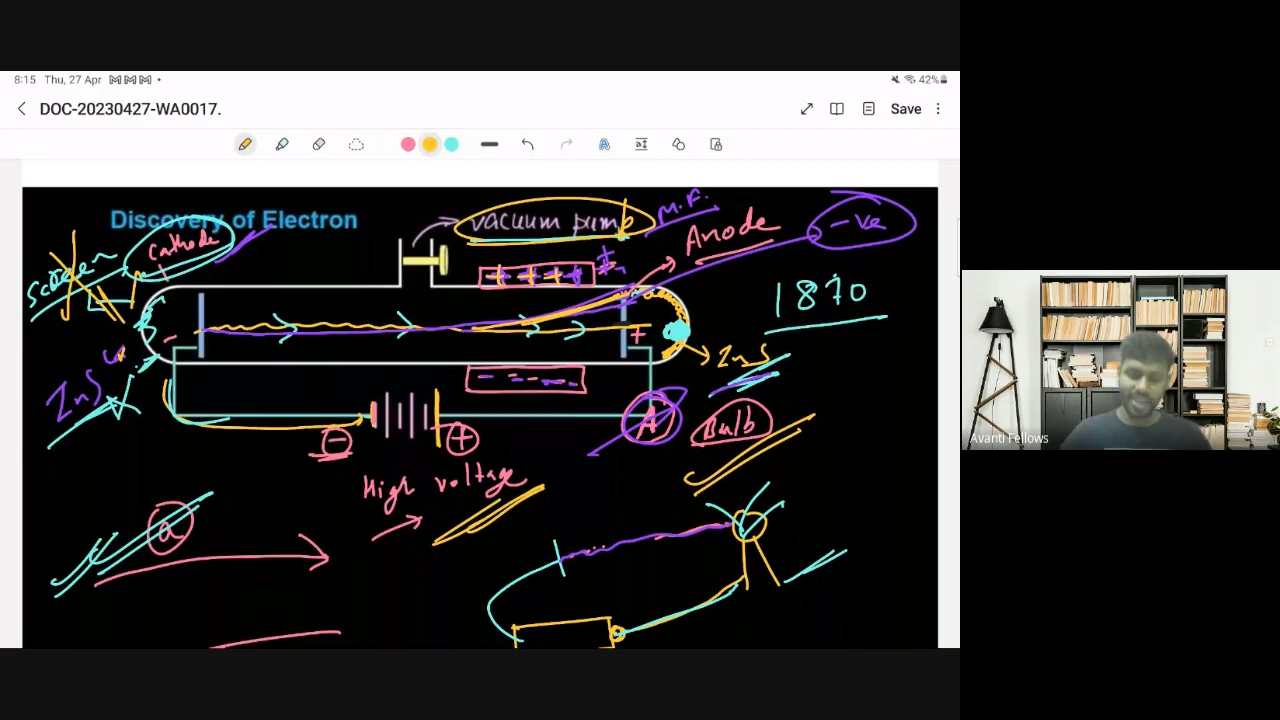 8:15 Thu, 27 Apr
42%
DOC-20230427-WA0017.
Save
Discovery of Electron
vacuum pump
M.F.
Anode
-ve
Cathode
Screen
+ + + +
1870
-
+
ZnS
ZnS
- - - - -
A
Bulb
-
+
High voltage
a
Avanti Fellows